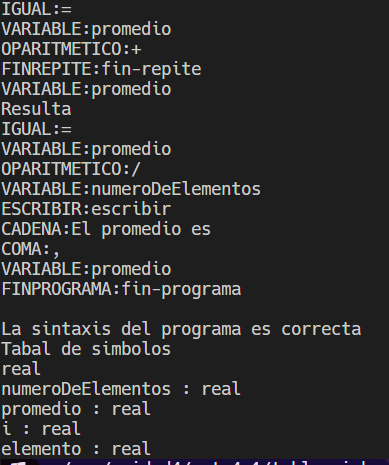 IGUAL:=
VARIABLE:promedio
OPARITMETICO:+
FINREPITE:fin-repite
VARIABLE:promedio
Resulta
IGUAL:=
VARIABLE:promedio
OPARITMETICO:/
VARIABLE:numeroDeElementos
ESCRIBIR:escribir
CADENA:El promedio es
COMA:,
VARIABLE:promedio
FINPROGRAMA:fin-programa

La sintaxis del programa es correcta
Tabal de simbolos
real
numeroDeElementos : real
promedio : real
i : real
elemento : real